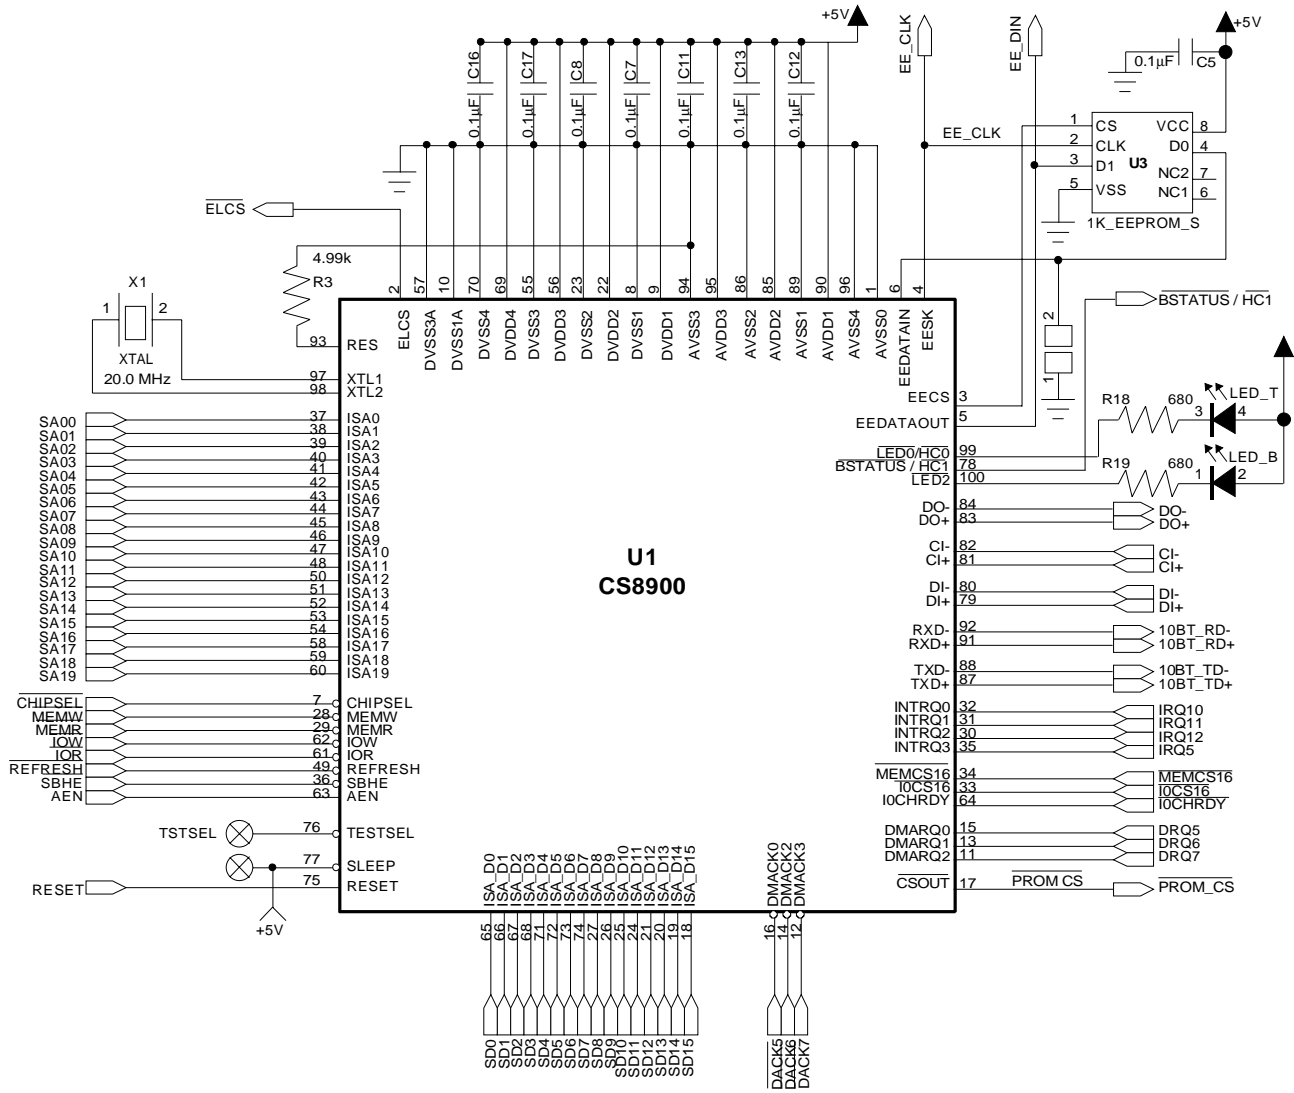 +5V
EE_CLK
EE_DIN
+5V
C16
0.1µF
C17
0.1µF
C8
0.1µF
C7
0.1µF
C11
0.1µF
C13
0.1µF
C12
0.1µF
0.1µF
C5
EE_CLK
1 CS VCC 8
2 CLK D0 4
3 D1 U3 NC2 7
5 VSS NC1 6
1K_EEPROM_S
ELCS
4.99k
R3
X1
1 2
XTAL
20.0 MHz
2 ELCS
57 DVSS3A
10 DVSS1A
70 DVSS4
69 DVDD4
55 DVSS3
56 DVDD3
23 DVSS2
22 DVDD2
8 DVSS1
9 DVDD1
94 AVSS3
95 AVDD3
86 AVSS2
85 AVDD2
89 AVSS1
90 AVDD1
96 AVSS4
1 AVSS0
6 EEDATAIN
4 EESK
93 RES
97 XTL1
98 XTL2
SA00 37 ISA0
SA01 38 ISA1
SA02 39 ISA2
SA03 40 ISA3
SA04 41 ISA4
SA05 42 ISA5
SA06 43 ISA6
SA07 44 ISA7
SA08 45 ISA8
SA09 46 ISA9
SA10 47 ISA10
SA11 48 ISA11
SA12 50 ISA12
SA13 51 ISA13
SA14 52 ISA14
SA15 53 ISA15
SA16 54 ISA16
SA17 58 ISA17
SA18 59 ISA18
SA19 60 ISA19
CHIPSEL 7 CHIPSEL
MEMW 28 MEMW
MEMR 29 MEMR
IOW 62 IOW
IOR 61 IOR
REFRESH 49 REFRESH
SBHE 36 SBHE
AEN 63 AEN
TSTSEL 76 TESTSEL
77 SLEEP
RESET 75 RESET
+5V
U1
CS8900
2
1
BSTATUS / HC1
EECS 3
EEDATAOUT 5
LED0/HC0 99
BSTATUS / HC1 78
LED2 100
R18 680 3 4 LED_T
R19 680 1 2 LED_B
DO- 84 DO-
DO+ 83 DO+
CI- 82 CI-
CI+ 81 CI+
DI- 80 DI-
DI+ 79 DI+
RXD- 92 10BT_RD-
RXD+ 91 10BT_RD+
TXD- 88 10BT_TD-
TXD+ 87 10BT_TD+
INTRQ0 32 IRQ10
INTRQ1 31 IRQ11
INTRQ2 30 IRQ12
INTRQ3 35 IRQ5
MEMCS16 34 MEMCS16
I0CS16 33 I0CS16
I0CHRDY 64 I0CHRDY
DMARQ0 15 DRQ5
DMARQ1 13 DRQ6
DMARQ2 11 DRQ7
CSOUT 17 PROM CS PROM_CS
ISA_D0 65 SD0
ISA_D1 66 SD1
ISA_D2 67 SD2
ISA_D3 68 SD3
ISA_D4 71 SD4
ISA_D5 72 SD5
ISA_D6 73 SD6
ISA_D7 74 SD7
ISA_D8 27 SD8
ISA_D9 26 SD9
ISA_D10 25 SD10
ISA_D11 24 SD11
ISA_D12 21 SD12
ISA_D13 20 SD13
ISA_D14 19 SD14
ISA_D15 18 SD15
DMACK0 16 DACK5
DMACK2 14 DACK6
DMACK3 12 DACK7